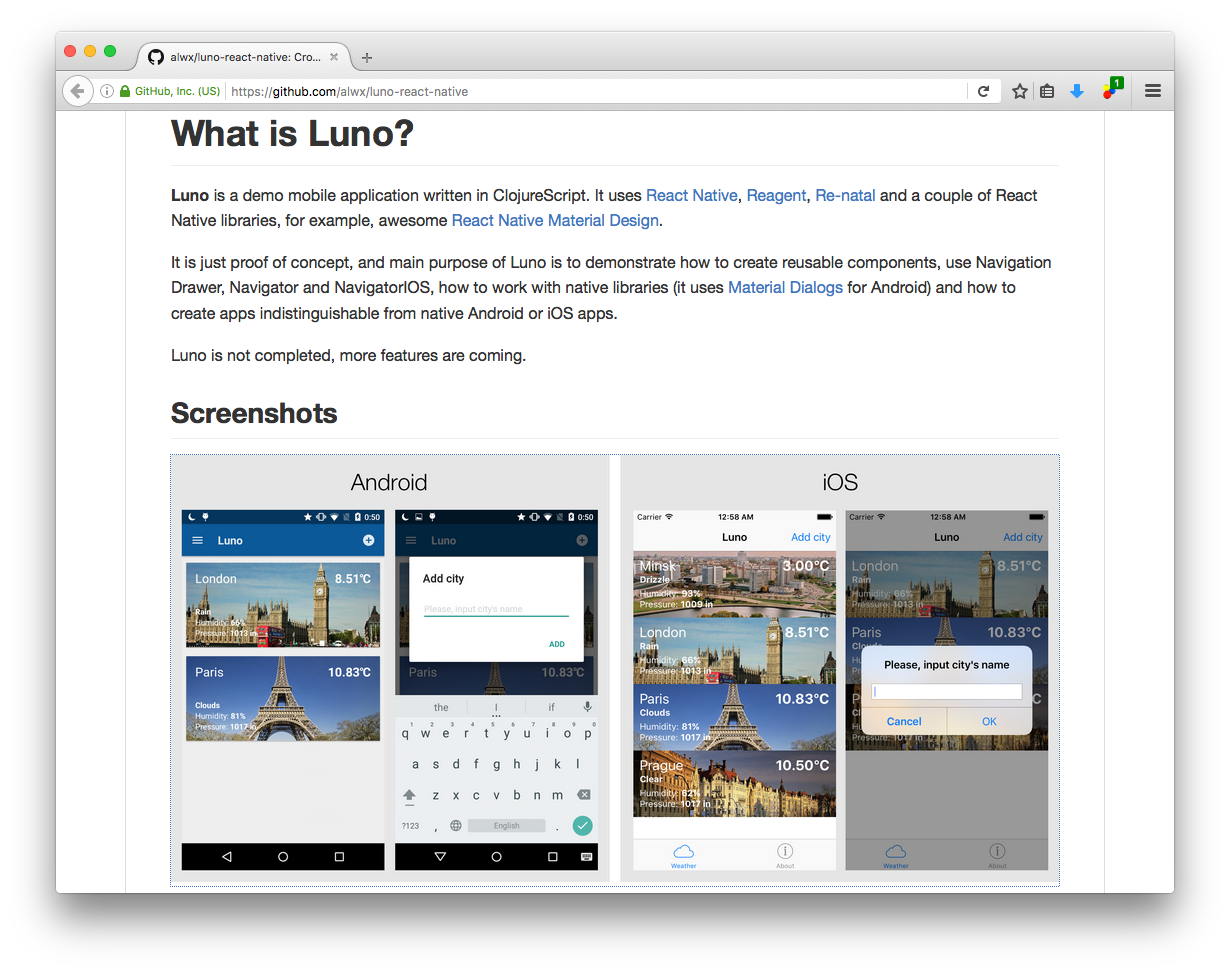 alwx/luno-react-native: Cro...
1
GitHub, Inc. (US)
https://github.com/alwx/luno-react-native
What is Luno?
Luno is a demo mobile application written in ClojureScript. It uses React Native, Reagent, Re-natal and a couple of React
Native libraries, for example, awesome React Native Material Design.
It is just proof of concept, and main purpose of Luno is to demonstrate how to create reusable components, use Navigation
Drawer, Navigator and NavigatorIOS, how to work with native libraries (it uses Material Dialogs for Android) and how to
create apps indistinguishable from native Android or iOS apps.
Luno is not completed, more features are coming.
Screenshots
Android
0:50
Luno
London 8.51°C
Rain
Humidity: 66%
Pressure: 1013 in
Paris 10.83°C
Clouds
Humidity: 81%
Pressure: 1017 in
0:50
Luno
Add city
Please, input city's name
ADD
Paris 10.83°C
the I if
1 2 3 4 5 6 7 8 9 0
q w e r t y u i o p
a s d f g h j k l
z x c v b n m
?123 , English .
iOS
Carrier 12:58 AM
Luno Add city
Minsk 3.00°C
Drizzle
Humidity: 93%
Pressure: 1009 in
London 8.51°C
Rain
Humidity: 66%
Pressure: 1013 in
Paris 10.83°C
Clouds
Humidity: 81%
Pressure: 1017 in
Prague 10.50°C
Clear
Humidity: 62%
Pressure: 1017 in
Weather About
Carrier 12:58 AM
Luno Add city
London 8.51°C
Rain
Humidity: 66%
Pressure: 1013 in
Paris 10.83°C
Please, input city's name
Cancel OK
Weather About